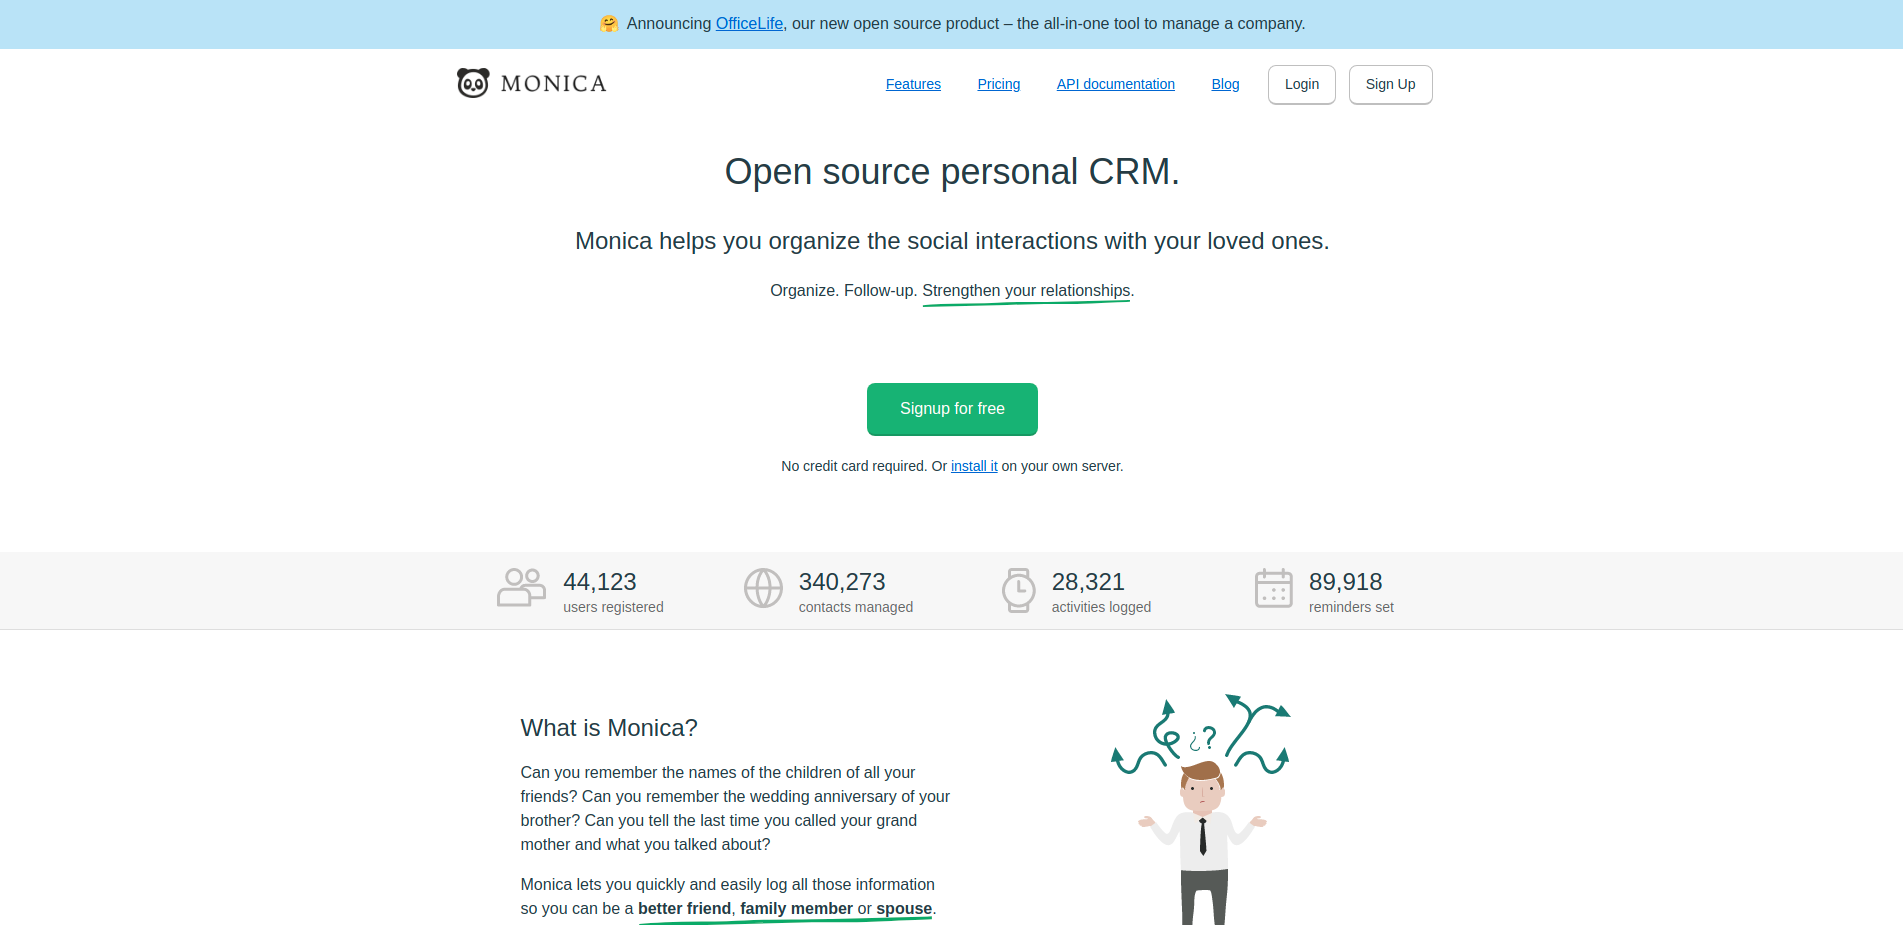 🤗 Announcing OfficeLife, our new open source product – the all-in-one tool to manage a company.
MONICA
Features Pricing API documentation Blog Login Sign Up
Open source personal CRM.
Monica helps you organize the social interactions with your loved ones.
Organize. Follow-up. Strengthen your relationships.
Signup for free
No credit card required. Or install it on your own server.
44,123
users registered
340,273
contacts managed
28,321
activities logged
89,918
reminders set
What is Monica?
Can you remember the names of the children of all your
friends? Can you remember the wedding anniversary of your
brother? Can you tell the last time you called your grand
mother and what you talked about?
Monica lets you quickly and easily log all those information
so you can be a better friend, family member or spouse.
¿?